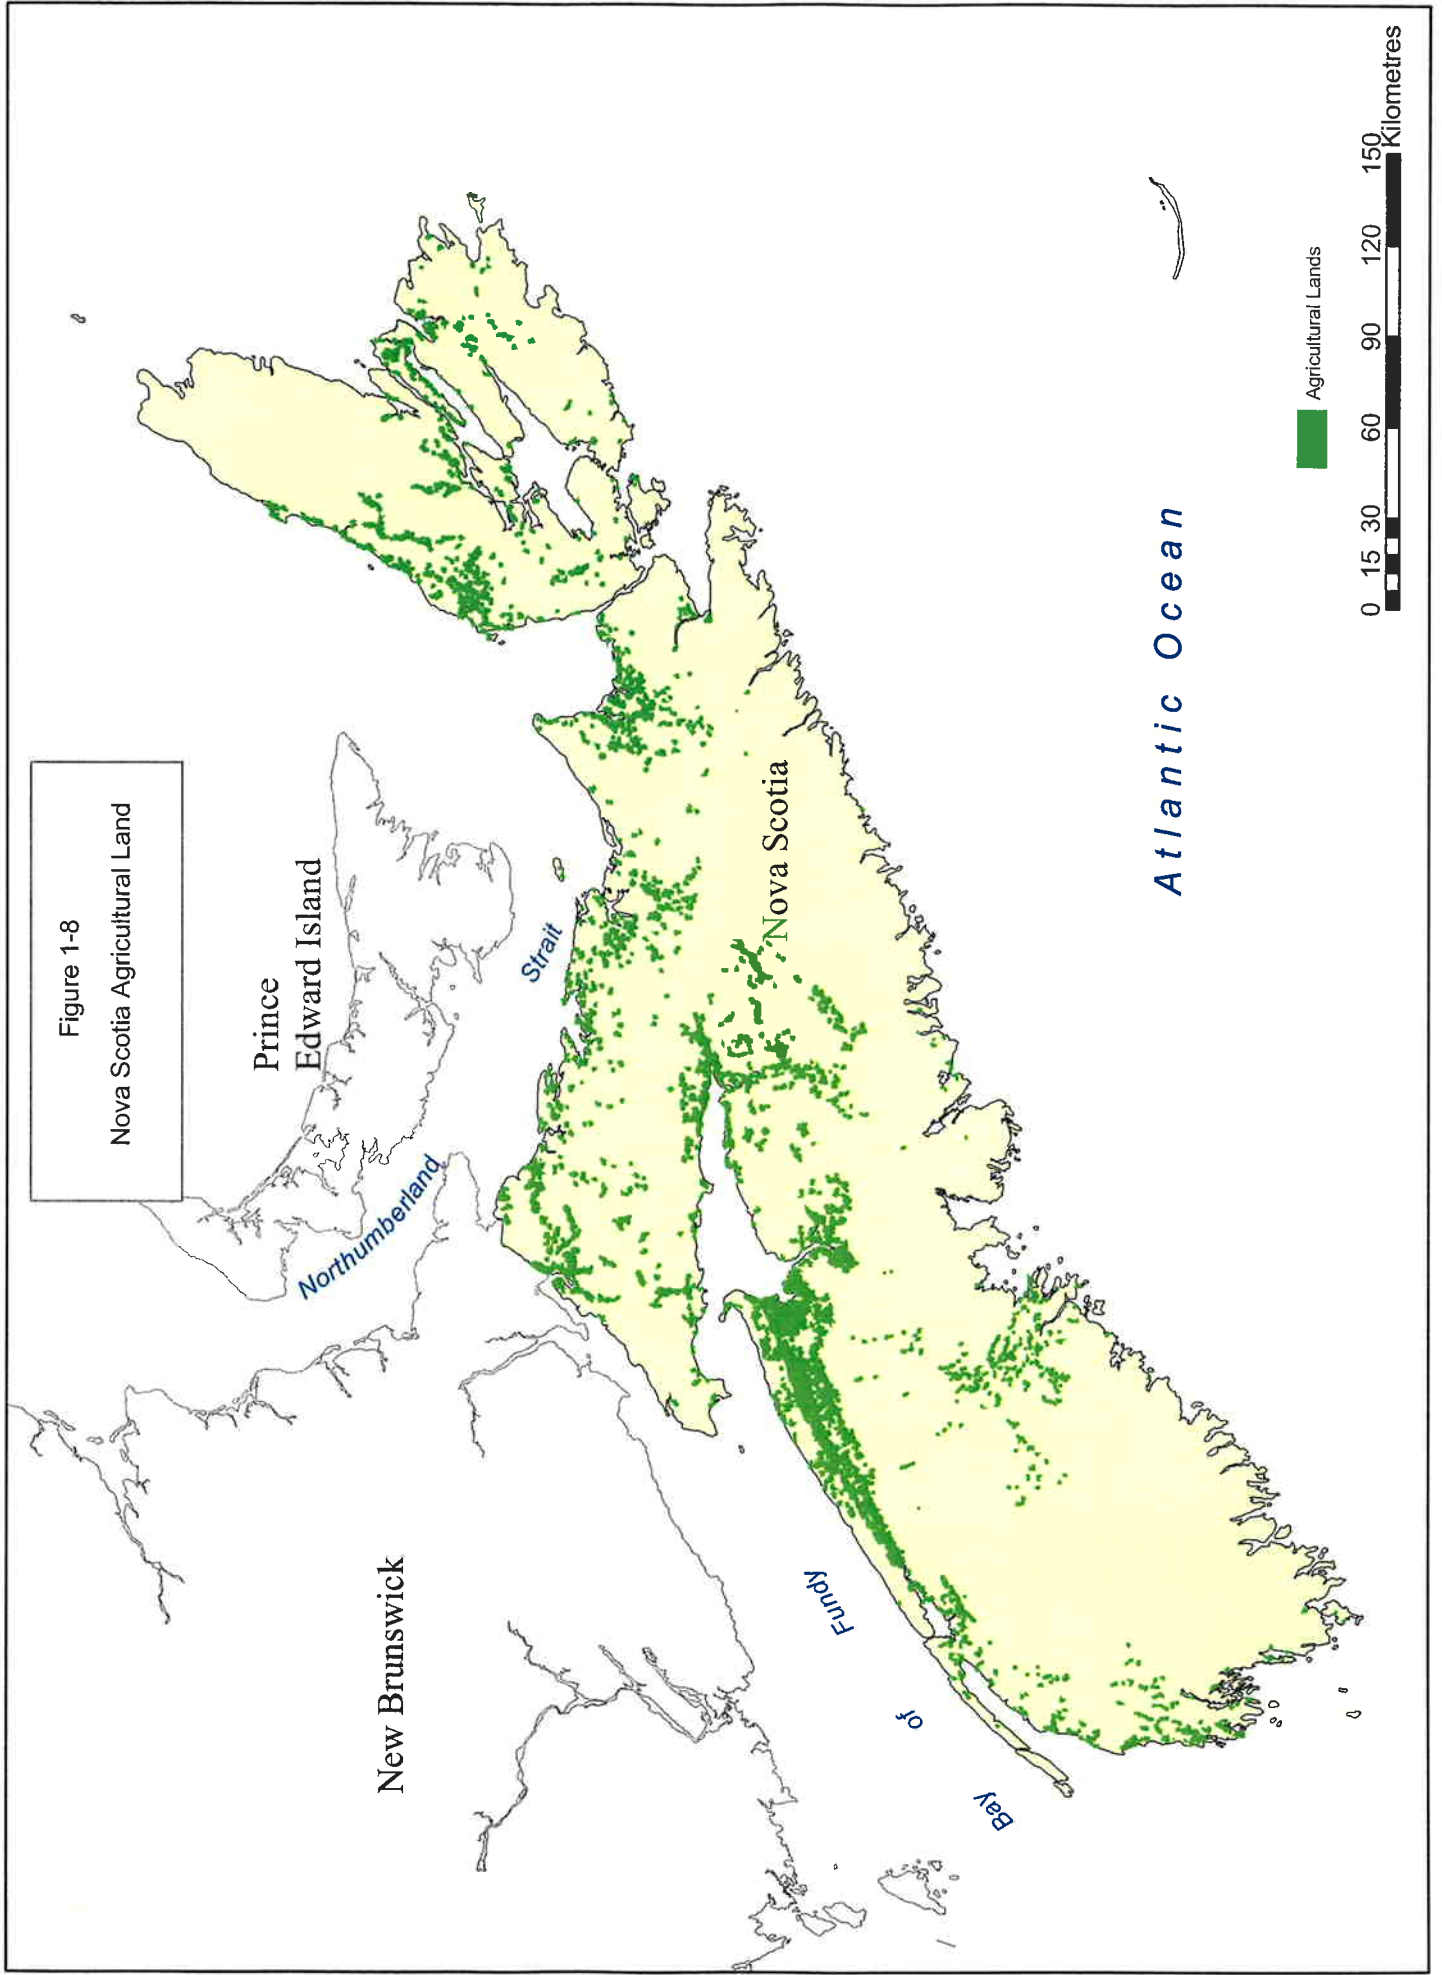 Figure 1-8
Nova Scotia Agricultural Land
Prince
Edward Island
Northumberland
Strait
New Brunswick
Nova Scotia
Bay
of
Fundy
Atlantic Ocean
Agricultural Lands
0 15 30 60 90 120 150
Kilometres